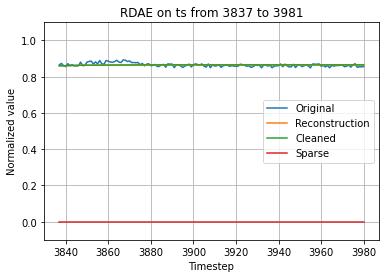 RDAE on ts from 3837 to 3981
Normalized value
1.0
0.8
0.6
0.4
0.2
0.0
Original
Reconstruction
Cleaned
Sparse
3840 3860 3880 3900 3920 3940 3960 3980
Timestep